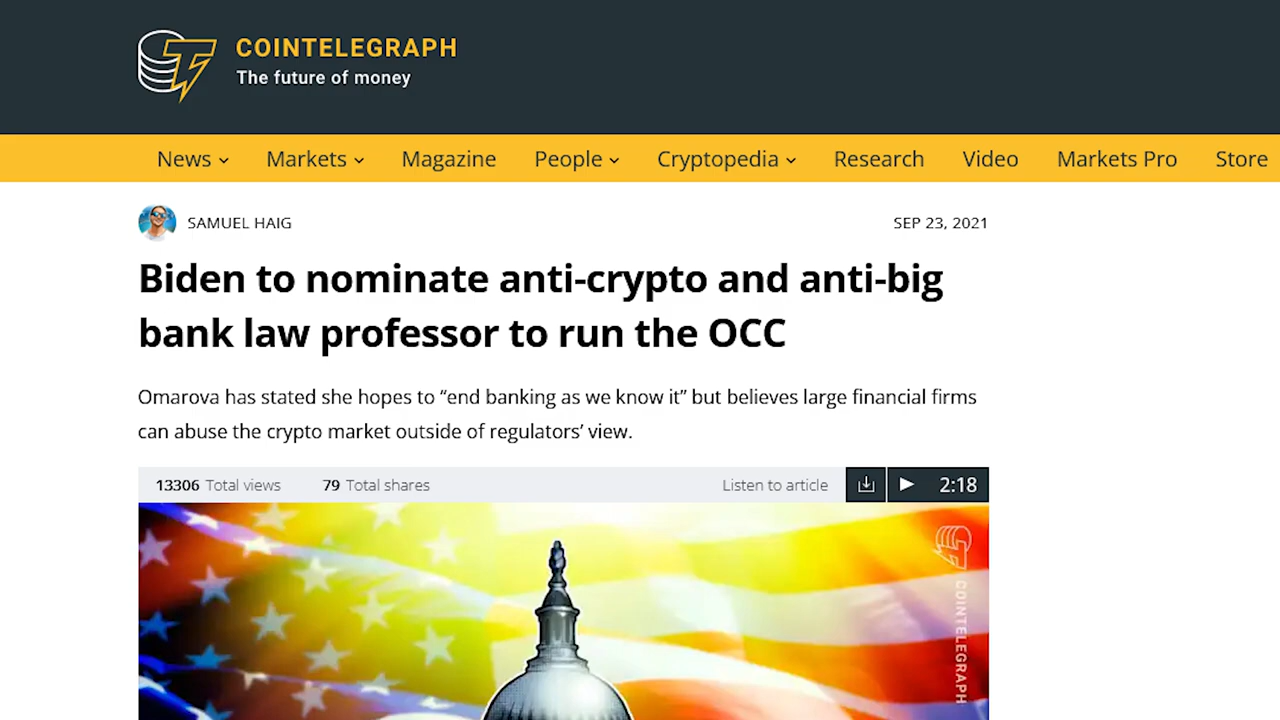 COINTELEGRAPH
The future of money
News Markets Magazine People Cryptopedia Research Video Markets Pro Store
SAMUEL HAIG SEP 23, 2021
Biden to nominate anti-crypto and anti-big
bank law professor to run the OCC
Omarova has stated she hopes to “end banking as we know it” but believes large financial firms
can abuse the crypto market outside of regulators’ view.
13306 Total views 79 Total shares Listen to article 2:18
COINTELEGRAPH